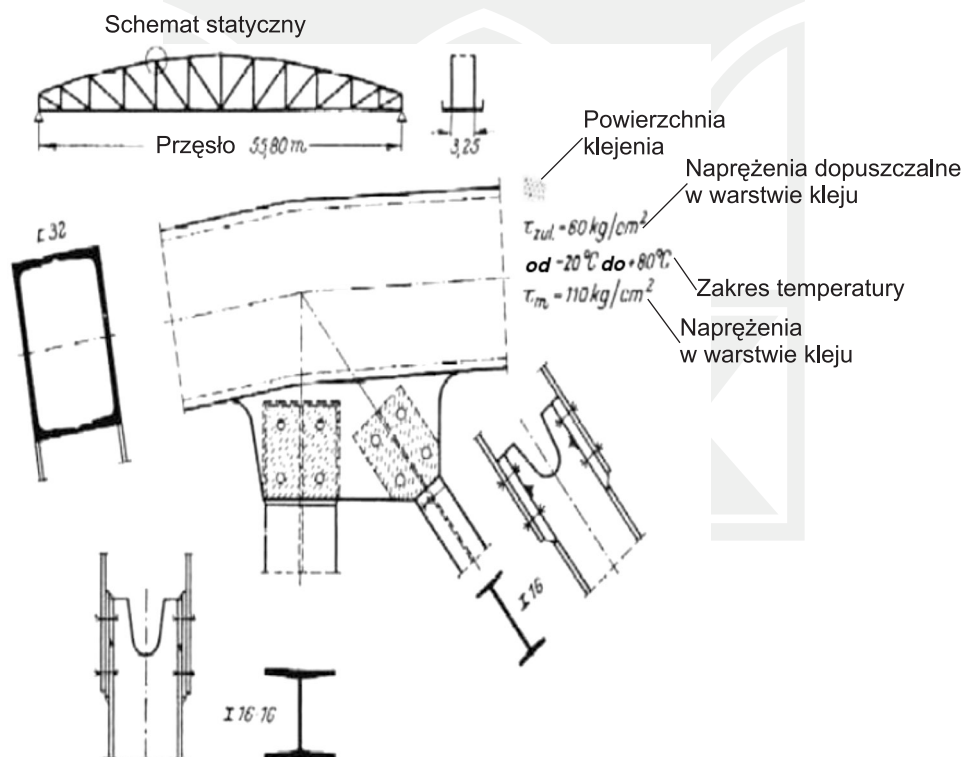 Schemat statyczny
Przęsło 55,80 m
3,25
Powierzchnia
klejenia
Naprężenia dopuszczalne
w warstwie kleju
τzul. = 60 kg/cm²
od -20°C do +80°C
Zakres temperatury
τm = 110 kg/cm²
Naprężenia
w warstwie kleju
[ 32
I 16
I 16·16